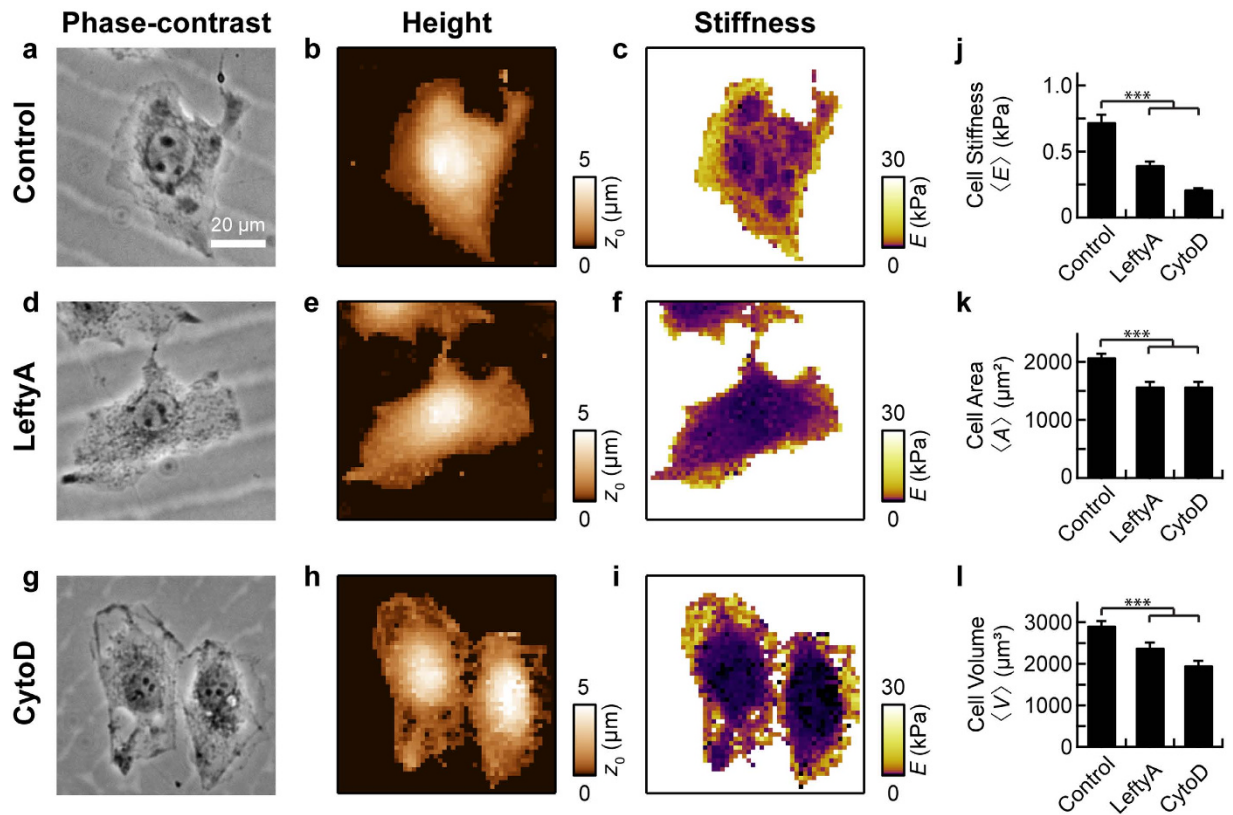 Phase-contrast Height Stiffness
Control
a
20 µm
b
5
z₀ (µm)
0
c
30
E (kPa)
0
j
Cell Stiffness
⟨E⟩ (kPa)
1.0
0.5
0
***
Control LeftyA CytoD
LeftyA
d
e
5
z₀ (µm)
0
f
30
E (kPa)
0
k
Cell Area
⟨A⟩ (µm²)
2000
1000
0
***
Control LeftyA CytoD
CytoD
g
h
5
z₀ (µm)
0
i
30
E (kPa)
0
l
Cell Volume
⟨V⟩ (µm³)
3000
2000
1000
0
***
Control LeftyA CytoD